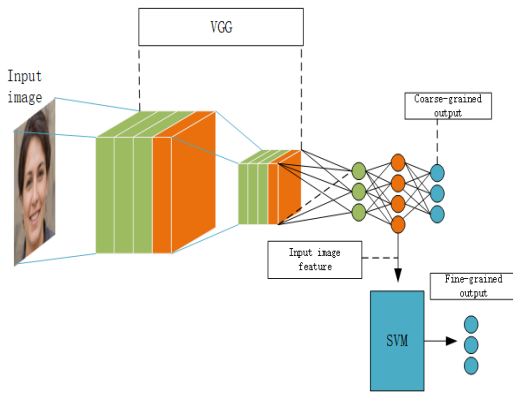 VGG
Input
image
Coarse-grained
output
Input image
feature
Fine-grained
output
SVM